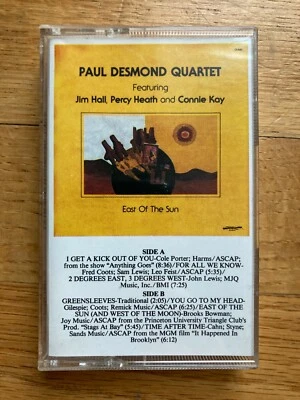 PAUL DESMOND QUARTET
Featuring
Jim Hall, Percy Heath and Connie Kay
East Of The Sun
SIDE A
I GET A KICK OUT OF YOU-Cole Porter; Harms/ASCAP;
from the show "Anything Goes" (8:36)/FOR ALL WE KNOW-
Fred Coots; Sam Lewis; Leo Feist/ASCAP (5:35)/
2 DEGREES EAST, 3 DEGREES WEST-John Lewis; MJQ
Music, Inc./BMI (7:25)
SIDE B
GREENSLEEVES-Traditional (2:05)/YOU GO TO MY HEAD-
Gillespie; Coots; Remick Music/ASCAP (6:25)/EAST OF THE
SUN (AND WEST OF THE MOON)-Brooks Bowman;
Joy Music/ASCAP from the Princeton University Triangle Club's
Prod. "Stags At Bay" (5:45)/TIME AFTER TIME-Cahn; Styne;
Sands Music/ASCAP from the MGM film "It Happened In
Brooklyn" (6:12)